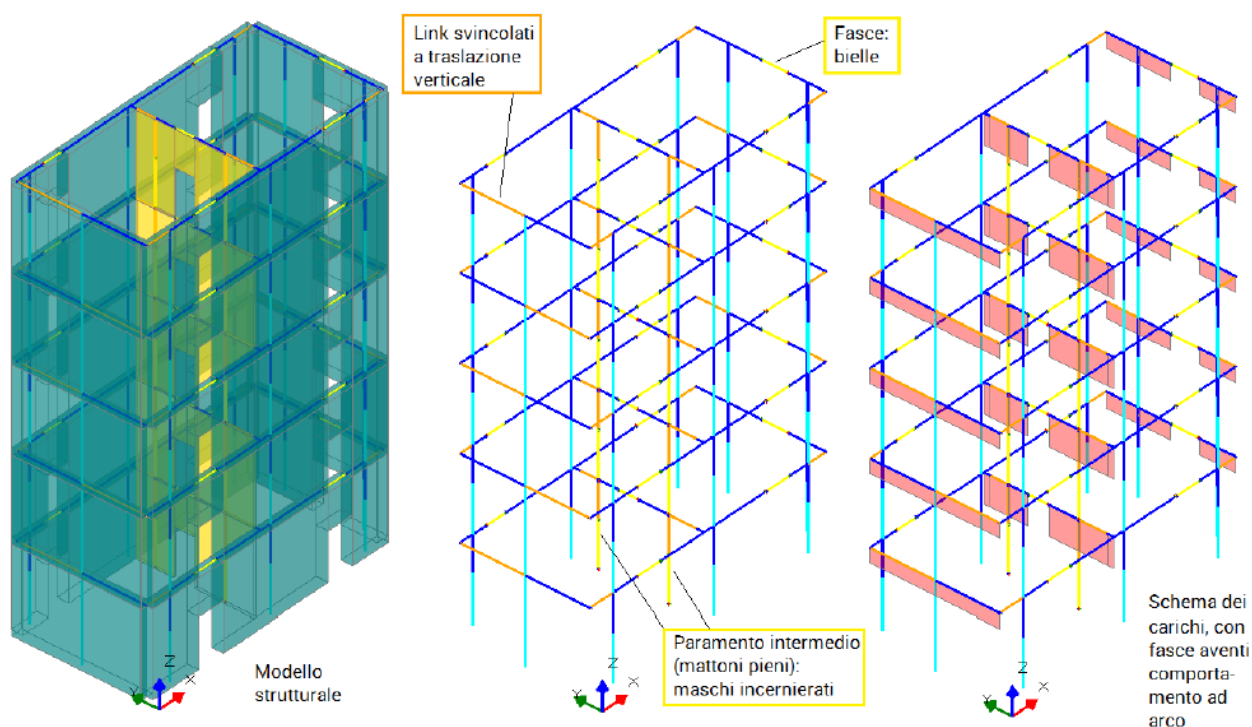 Link svincolati
a traslazione
verticale
Fasce:
bielle
Modello
strutturale
Z
X
Y
Paramento intermedio
(mattoni pieni):
maschi incernierati
Z
X
Y
Schema dei
carichi, con
fasce aventi
comporta-
mento ad
arco
Z
X
Y